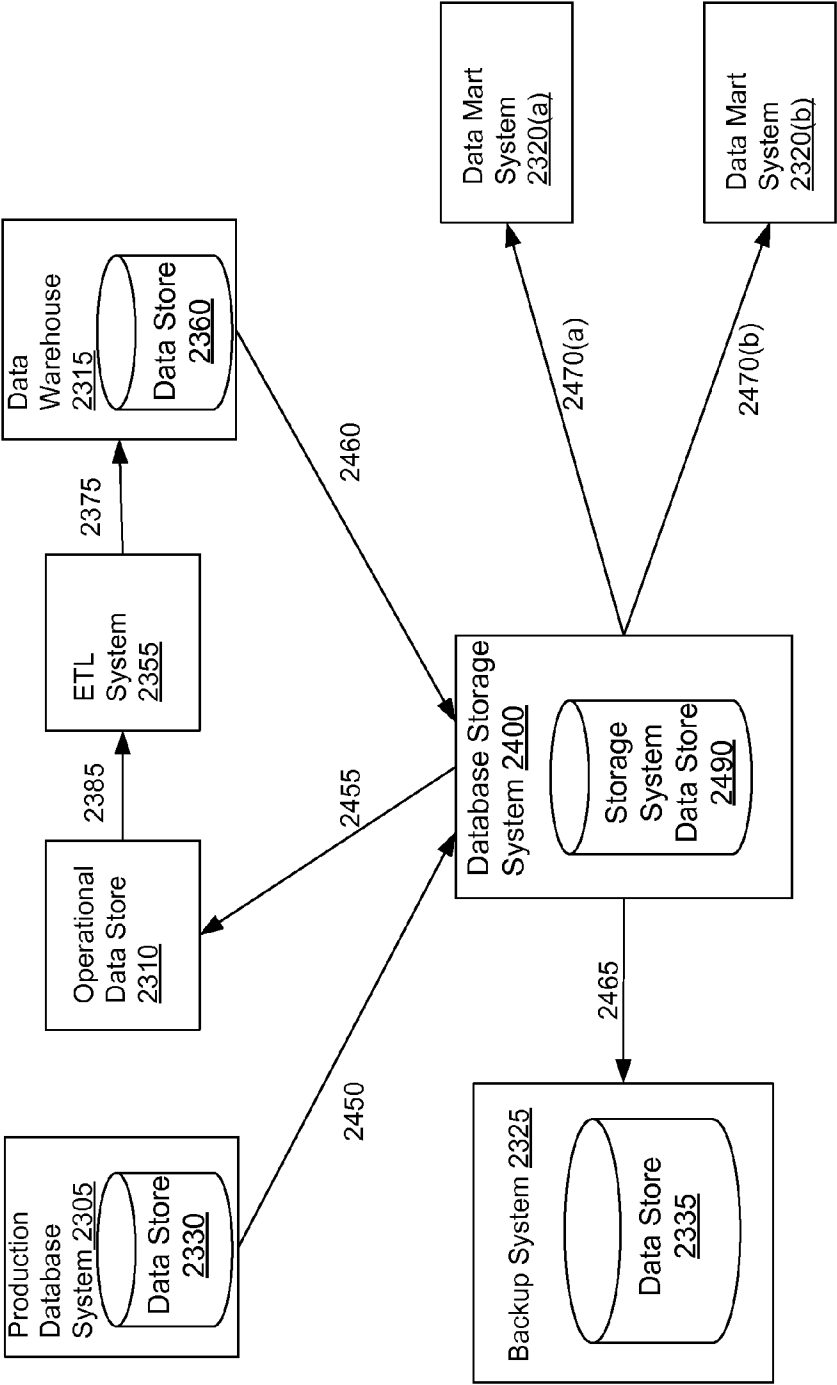 Production
Database
System 2305
Data Store
2330
Operational
Data Store
2310
2385
ETL
System
2355
2375
Data
Warehouse
2315
Data Store
2360
2450
2455
2460
Database Storage
System 2400
Storage
System
Data Store
2490
2465
Backup System 2325
Data Store
2335
2470(a)
Data Mart
System
2320(a)
2470(b)
Data Mart
System
2320(b)